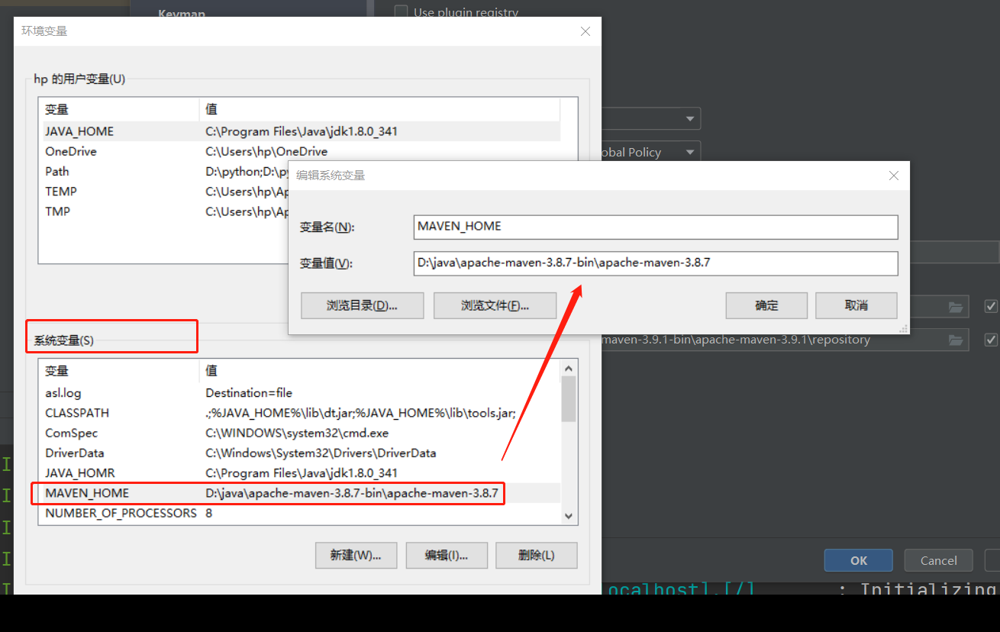 Keymap
Use plugin registry
环境变量
hp 的用户变量(U)
变量 值
JAVA_HOME C:\Program Files\Java\jdk1.8.0_341
OneDrive C:\Users\hp\OneDrive
Path D:\python;D:\py
TEMP C:\Users\hp\Ap
TMP C:\Users\hp\Ap
obal Policy
编辑系统变量
变量名(N): MAVEN_HOME
变量值(V): D:\java\apache-maven-3.8.7-bin\apache-maven-3.8.7
浏览目录(D)... 浏览文件(F)... 确定 取消
maven-3.9.1-bin\apache-maven-3.9.1\repository
系统变量(S)
变量 值
asl.log Destination=file
CLASSPATH .;%JAVA_HOME%\lib\dt.jar;%JAVA_HOME%\lib\tools.jar;
ComSpec C:\WINDOWS\system32\cmd.exe
DriverData C:\Windows\System32\Drivers\DriverData
JAVA_HOMR C:\Program Files\Java\jdk1.8.0_341
MAVEN_HOME D:\java\apache-maven-3.8.7-bin\apache-maven-3.8.7
NUMBER_OF_PROCESSORS 8
新建(W)... 编辑(I)... 删除(L)
OK Cancel
I
I
I
I
I
ocalhost].[/] : Initializing